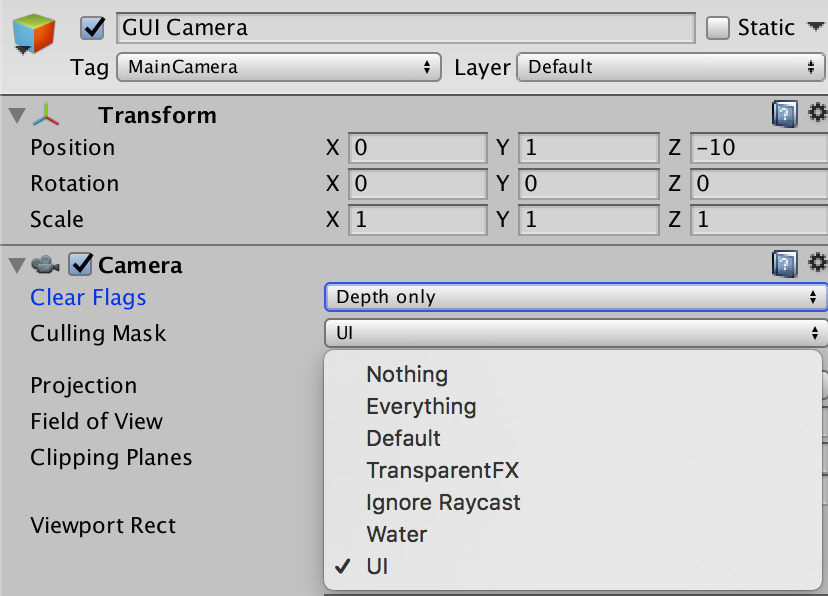 GUI Camera Static
Tag MainCamera Layer Default
Transform
Position X 0 Y 1 Z -10
Rotation X 0 Y 0 Z 0
Scale X 1 Y 1 Z 1
Camera
Clear Flags Depth only
Culling Mask UI
Nothing
Projection
Everything
Field of View
Default
Clipping Planes
TransparentFX
Ignore Raycast
Viewport Rect
Water
UI